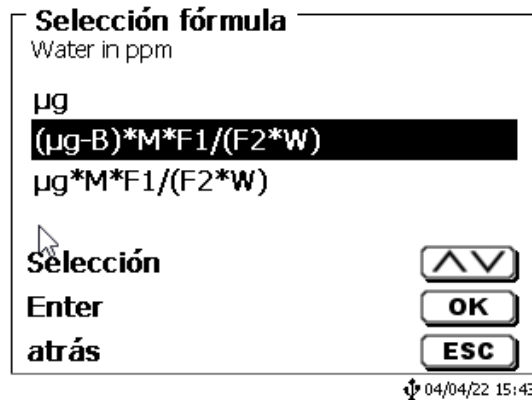 Selección fórmula
Water in ppm
µg
(µg-B)*M*F1/(F2*W)
µg*M*F1/(F2*W)
Selección
Enter OK
atrás ESC
04/04/22 15:43